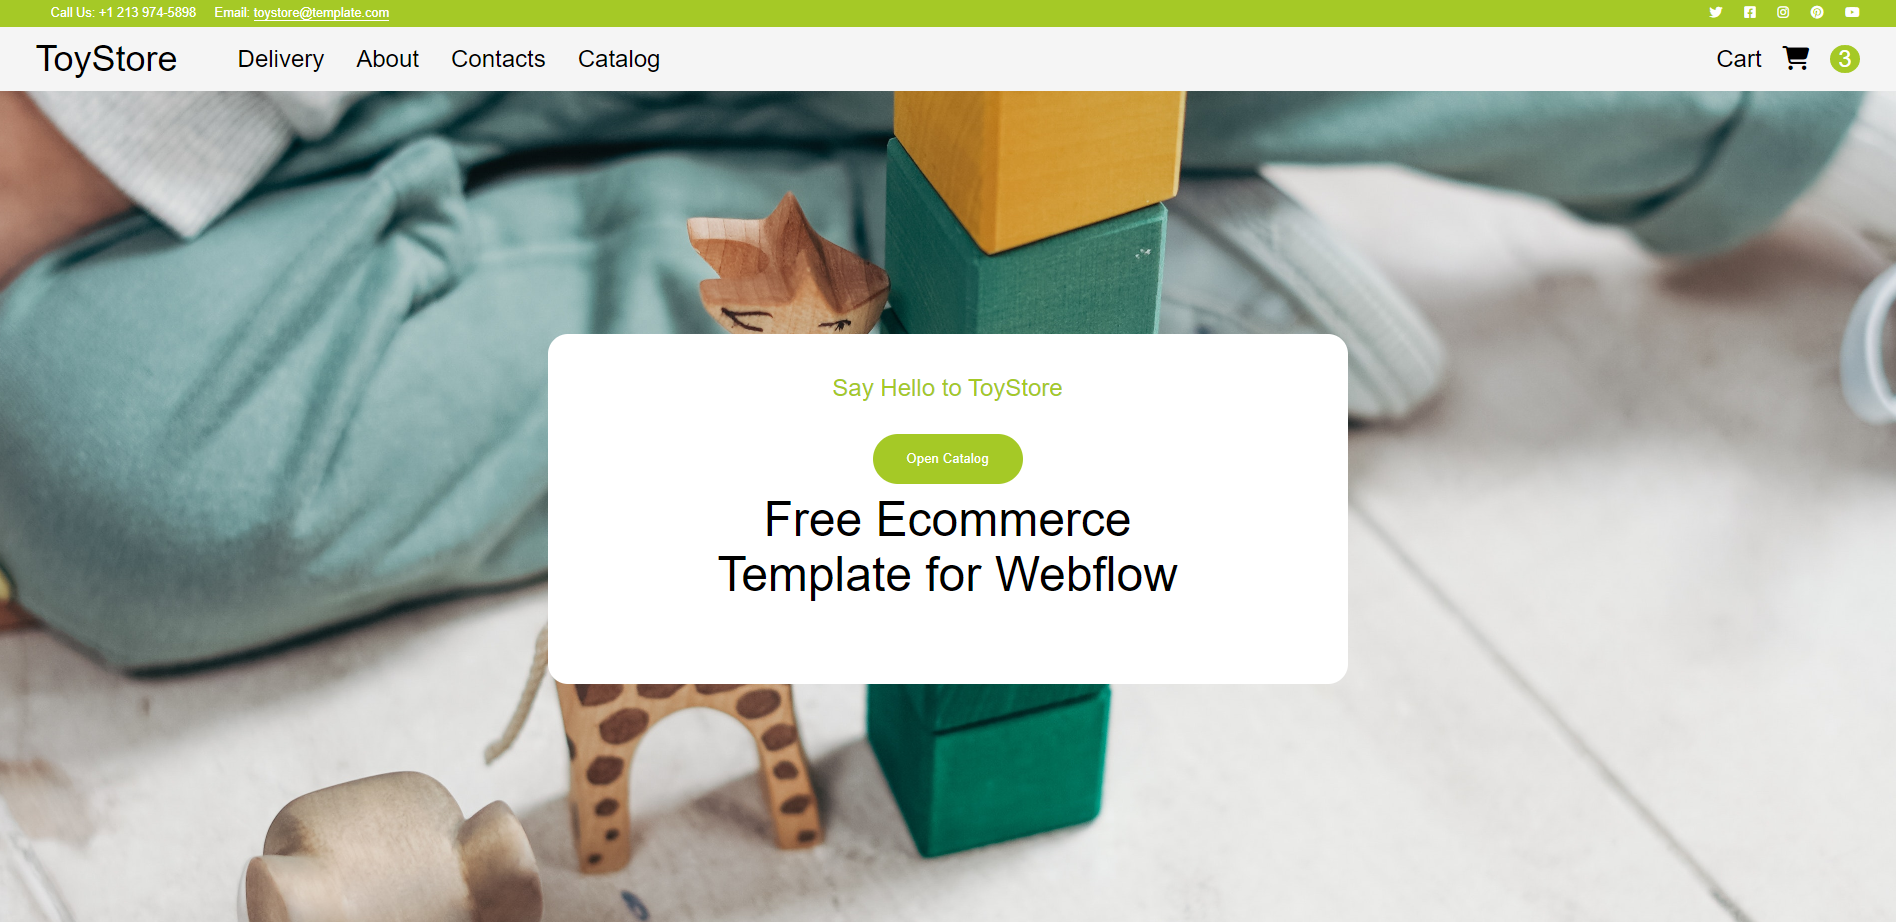 Call Us: +1 213 974-5898 Email: toystore@template.com
ToyStore Delivery About Contacts Catalog Cart 3
Say Hello to ToyStore
Open Catalog
Free Ecommerce
Template for Webflow